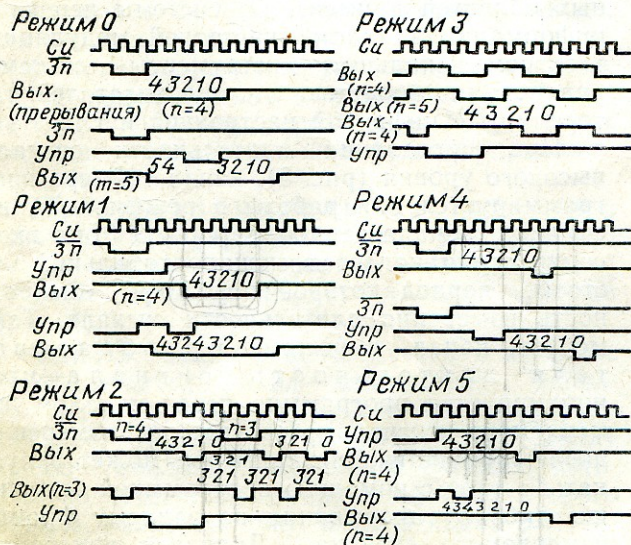 Режим 0
Си
Зп
43210
Вых.
(прерывания) (n=4)
Зп
Упр
54 3210
Вых (m=5)
Режим 1
Си
Зп
Упр
43210
Вых
(n=4)
Упр
43243210
Вых
Режим 2
Си
Зп n=4 n=3
43210 3210
Вых
321
321 321 321
Вых(n=3)
Упр
Режим 3
Си
Вых
(n=4)
Вых (n=5) 43210
Вых
(n=4)
Упр
Режим 4
Си
Зп
43210
Вых
Зп
Упр
43210
Вых
Режим 5
Си
Упр
43210
Вых
(n=4)
Упр
4343210
Вых
(n=4)